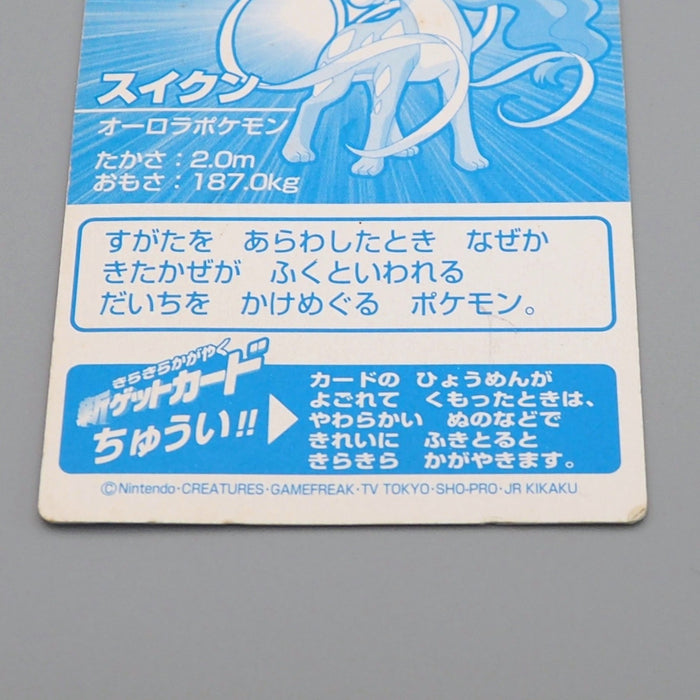 スイクン
オーロラポケモン
たかさ：2.0m
おもさ：187.0kg
すがたを　あらわしたとき　なぜか
きたかぜが　ふくといわれる
だいちを　かけめぐる　ポケモン。
きらきらかがやく
新ゲットカード
ちゅうい!!
カードの　ひょうめんが
よごれて　くもったときは、
やわらかい　ぬのなどで
きれいに　ふきとると
きらきら　かがやきます。
©Nintendo・CREATURES・GAMEFREAK・TV TOKYO・SHO-PRO・JR KIKAKU